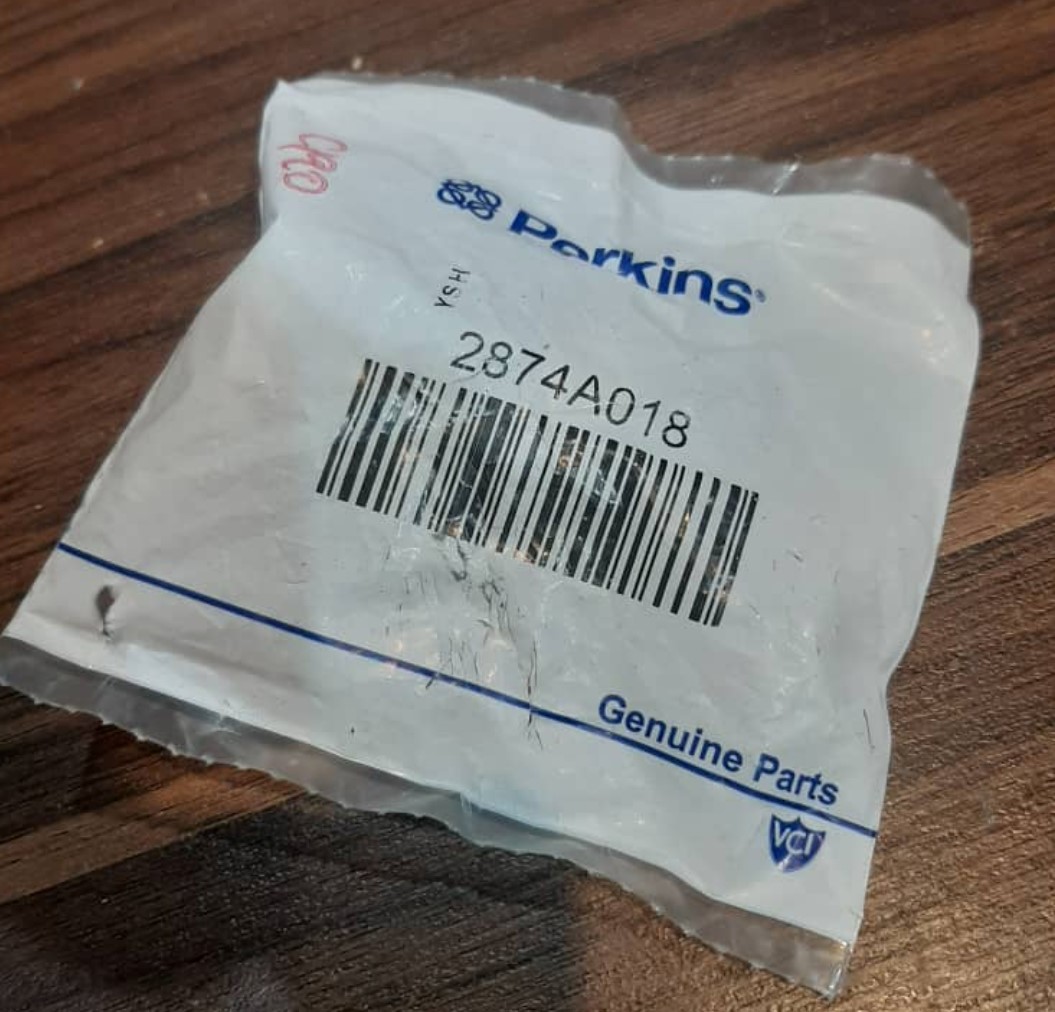 Perkins®
YSH
2874A018
Genuine Parts
VCI